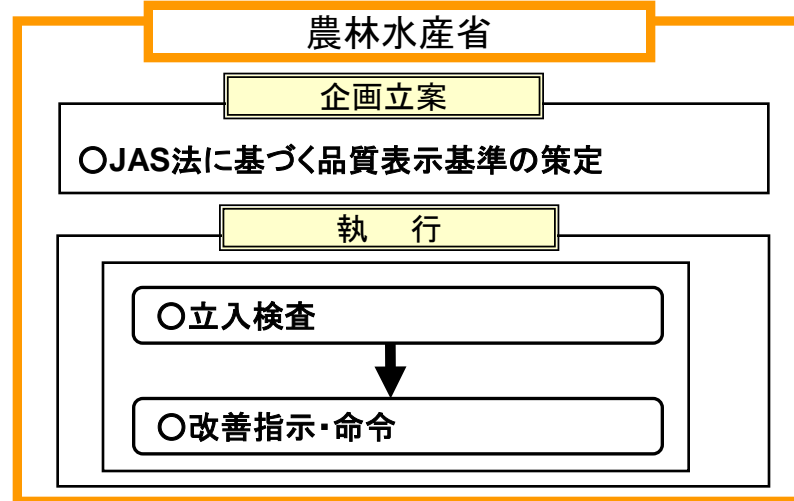 農林水産省
企画立案
○JAS法に基づく品質表示基準の策定
執　行
○立入検査
○改善指示・命令